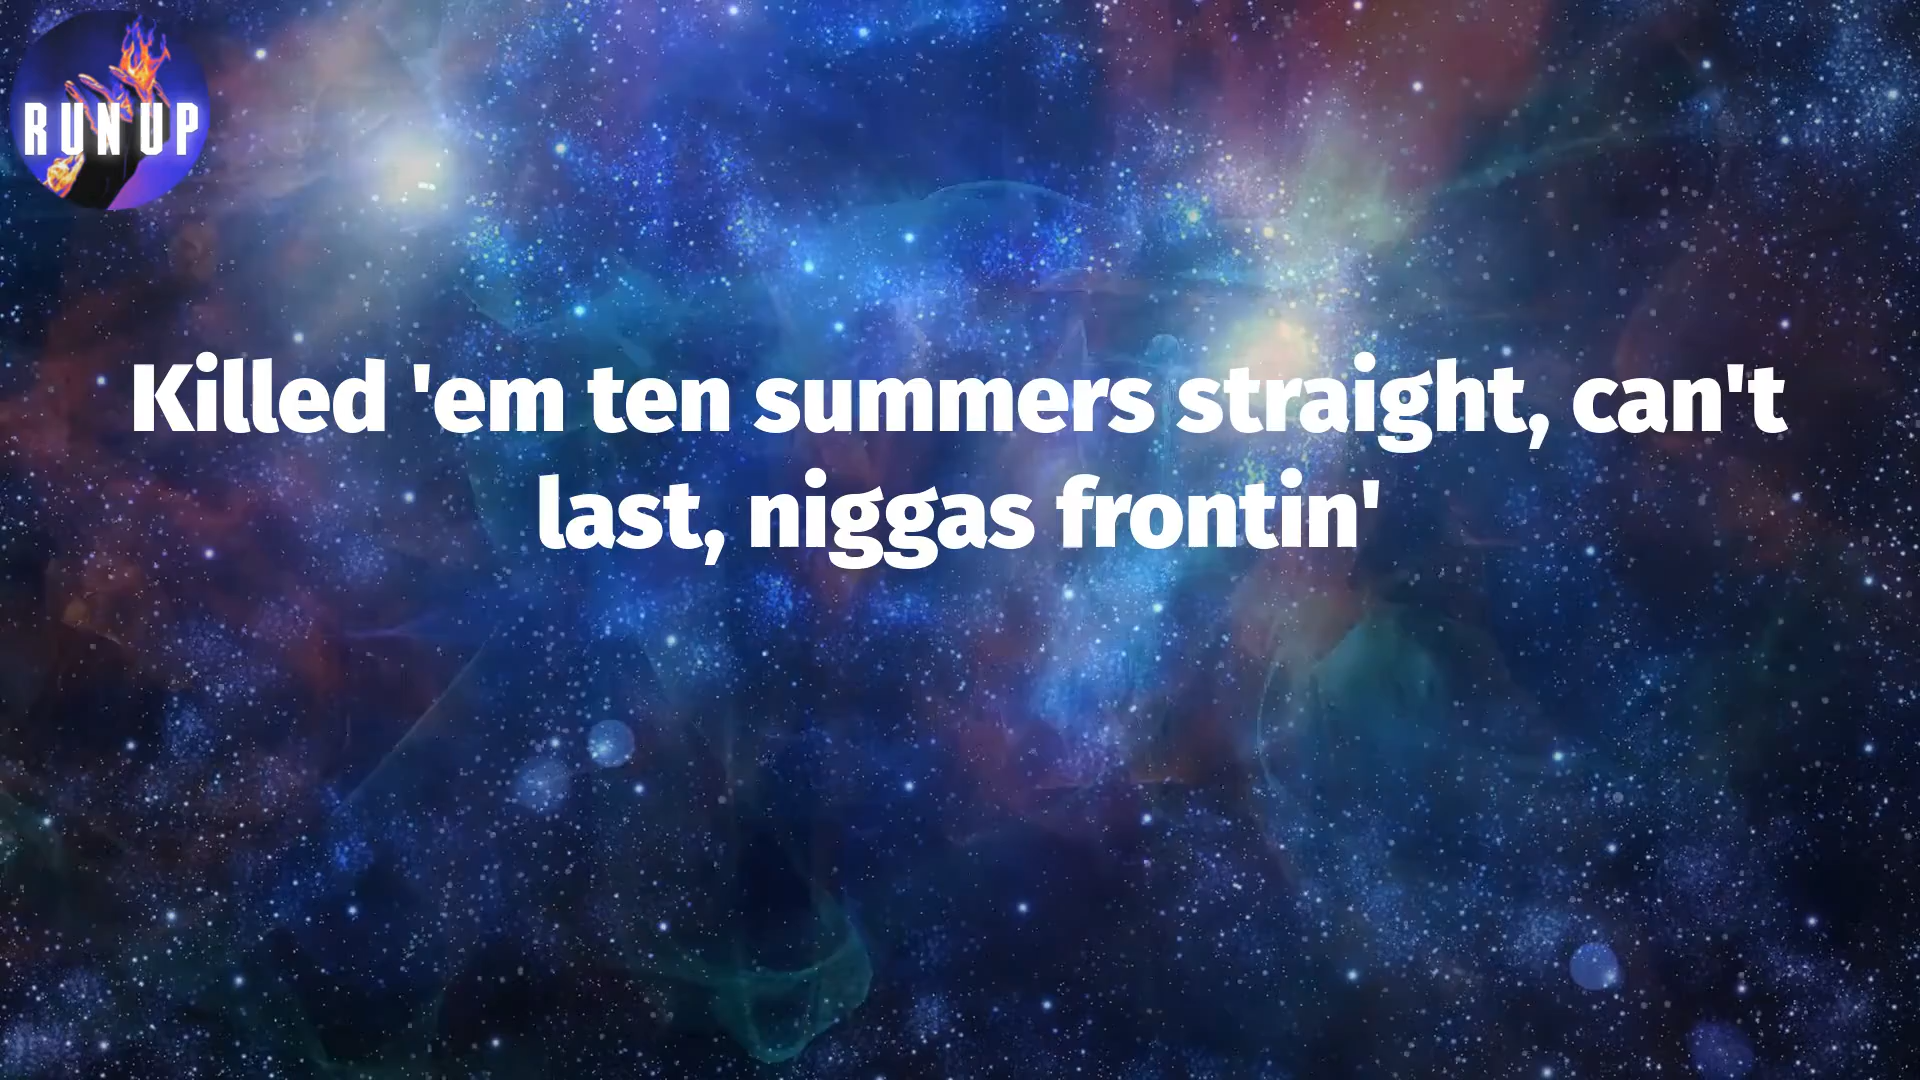 RUN UP
Killed 'em ten summers straight, can't
last, niggas frontin'